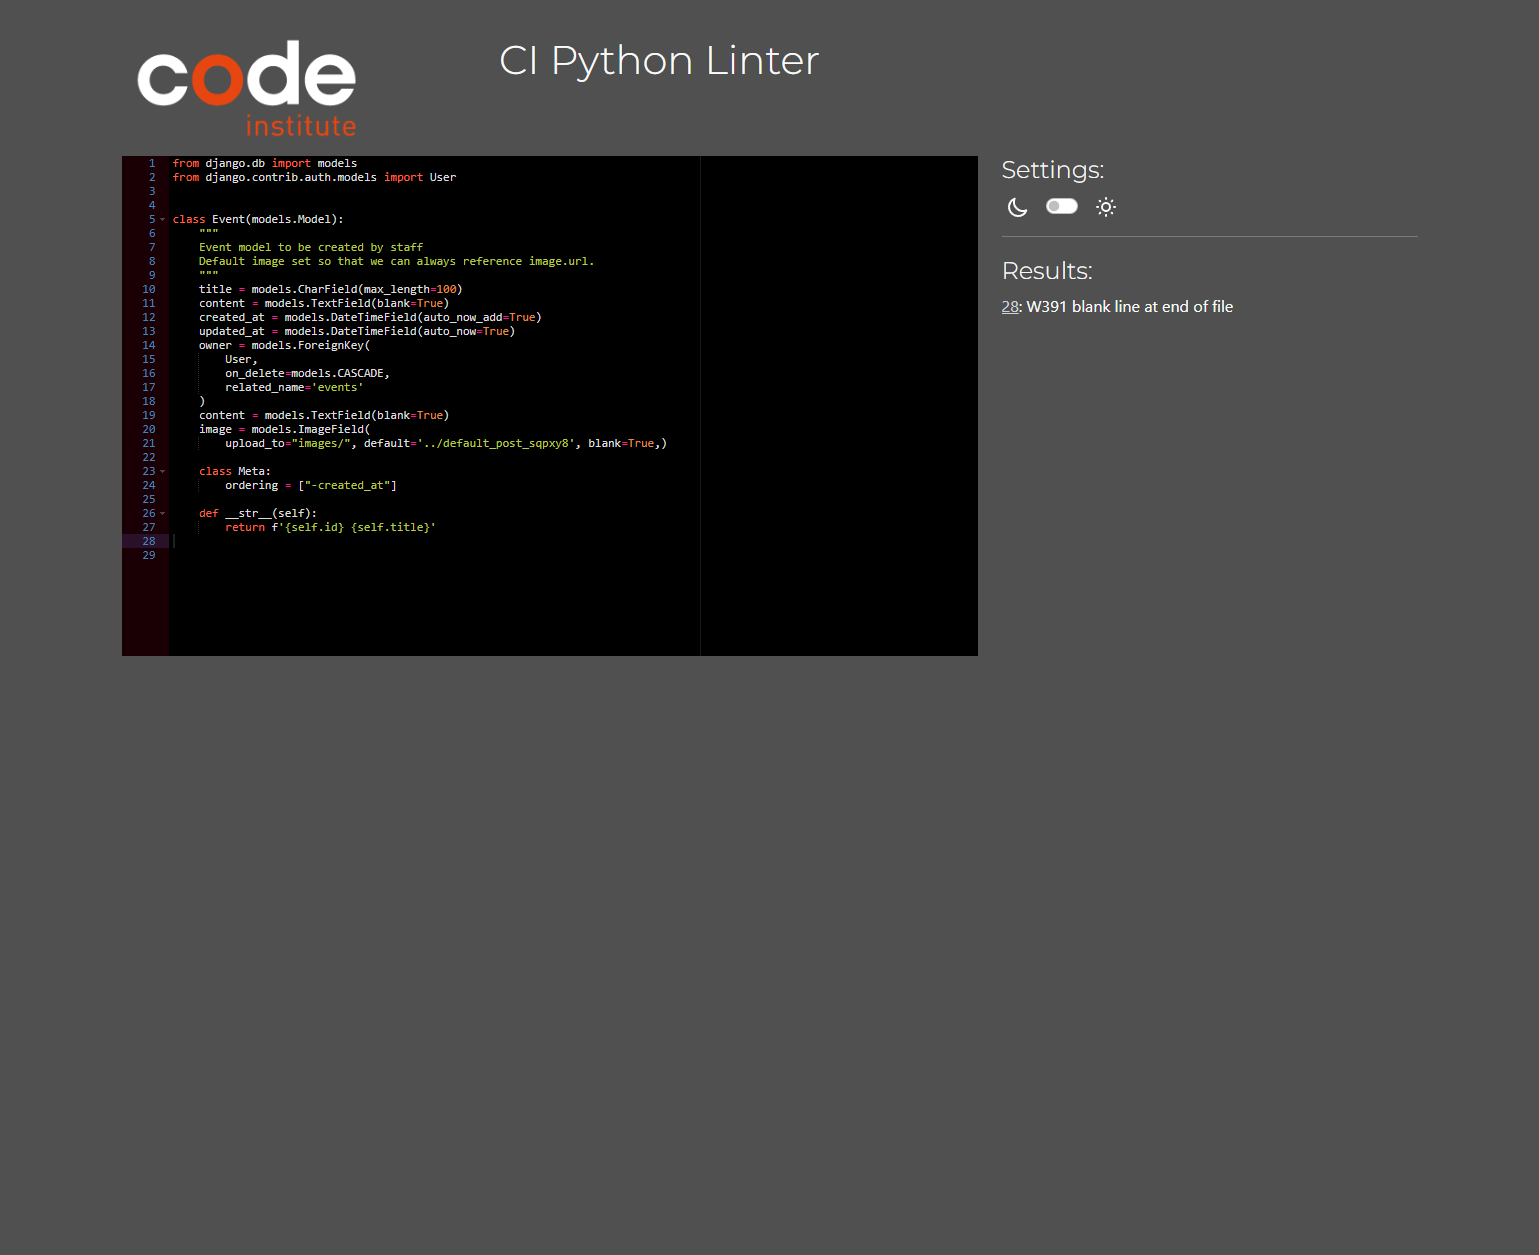 code
institute
CI Python Linter
1 from django.db import models
2 from django.contrib.auth.models import User
3
4
5 class Event(models.Model):
6     """
7     Event model to be created by staff
8     Default image set so that we can always reference image.url.
9     """
10     title = models.CharField(max_length=100)
11     content = models.TextField(blank=True)
12     created_at = models.DateTimeField(auto_now_add=True)
13     updated_at = models.DateTimeField(auto_now=True)
14     owner = models.ForeignKey(
15         User,
16         on_delete=models.CASCADE,
17         related_name='events'
18     )
19     content = models.TextField(blank=True)
20     image = models.ImageField(
21         upload_to="images/", default='../default_post_sqpxy8', blank=True,)
22
23     class Meta:
24         ordering = ["-created_at"]
25
26     def __str__(self):
27         return f'{self.id} {self.title}'
28
29
Settings:
Results:
28: W391 blank line at end of file